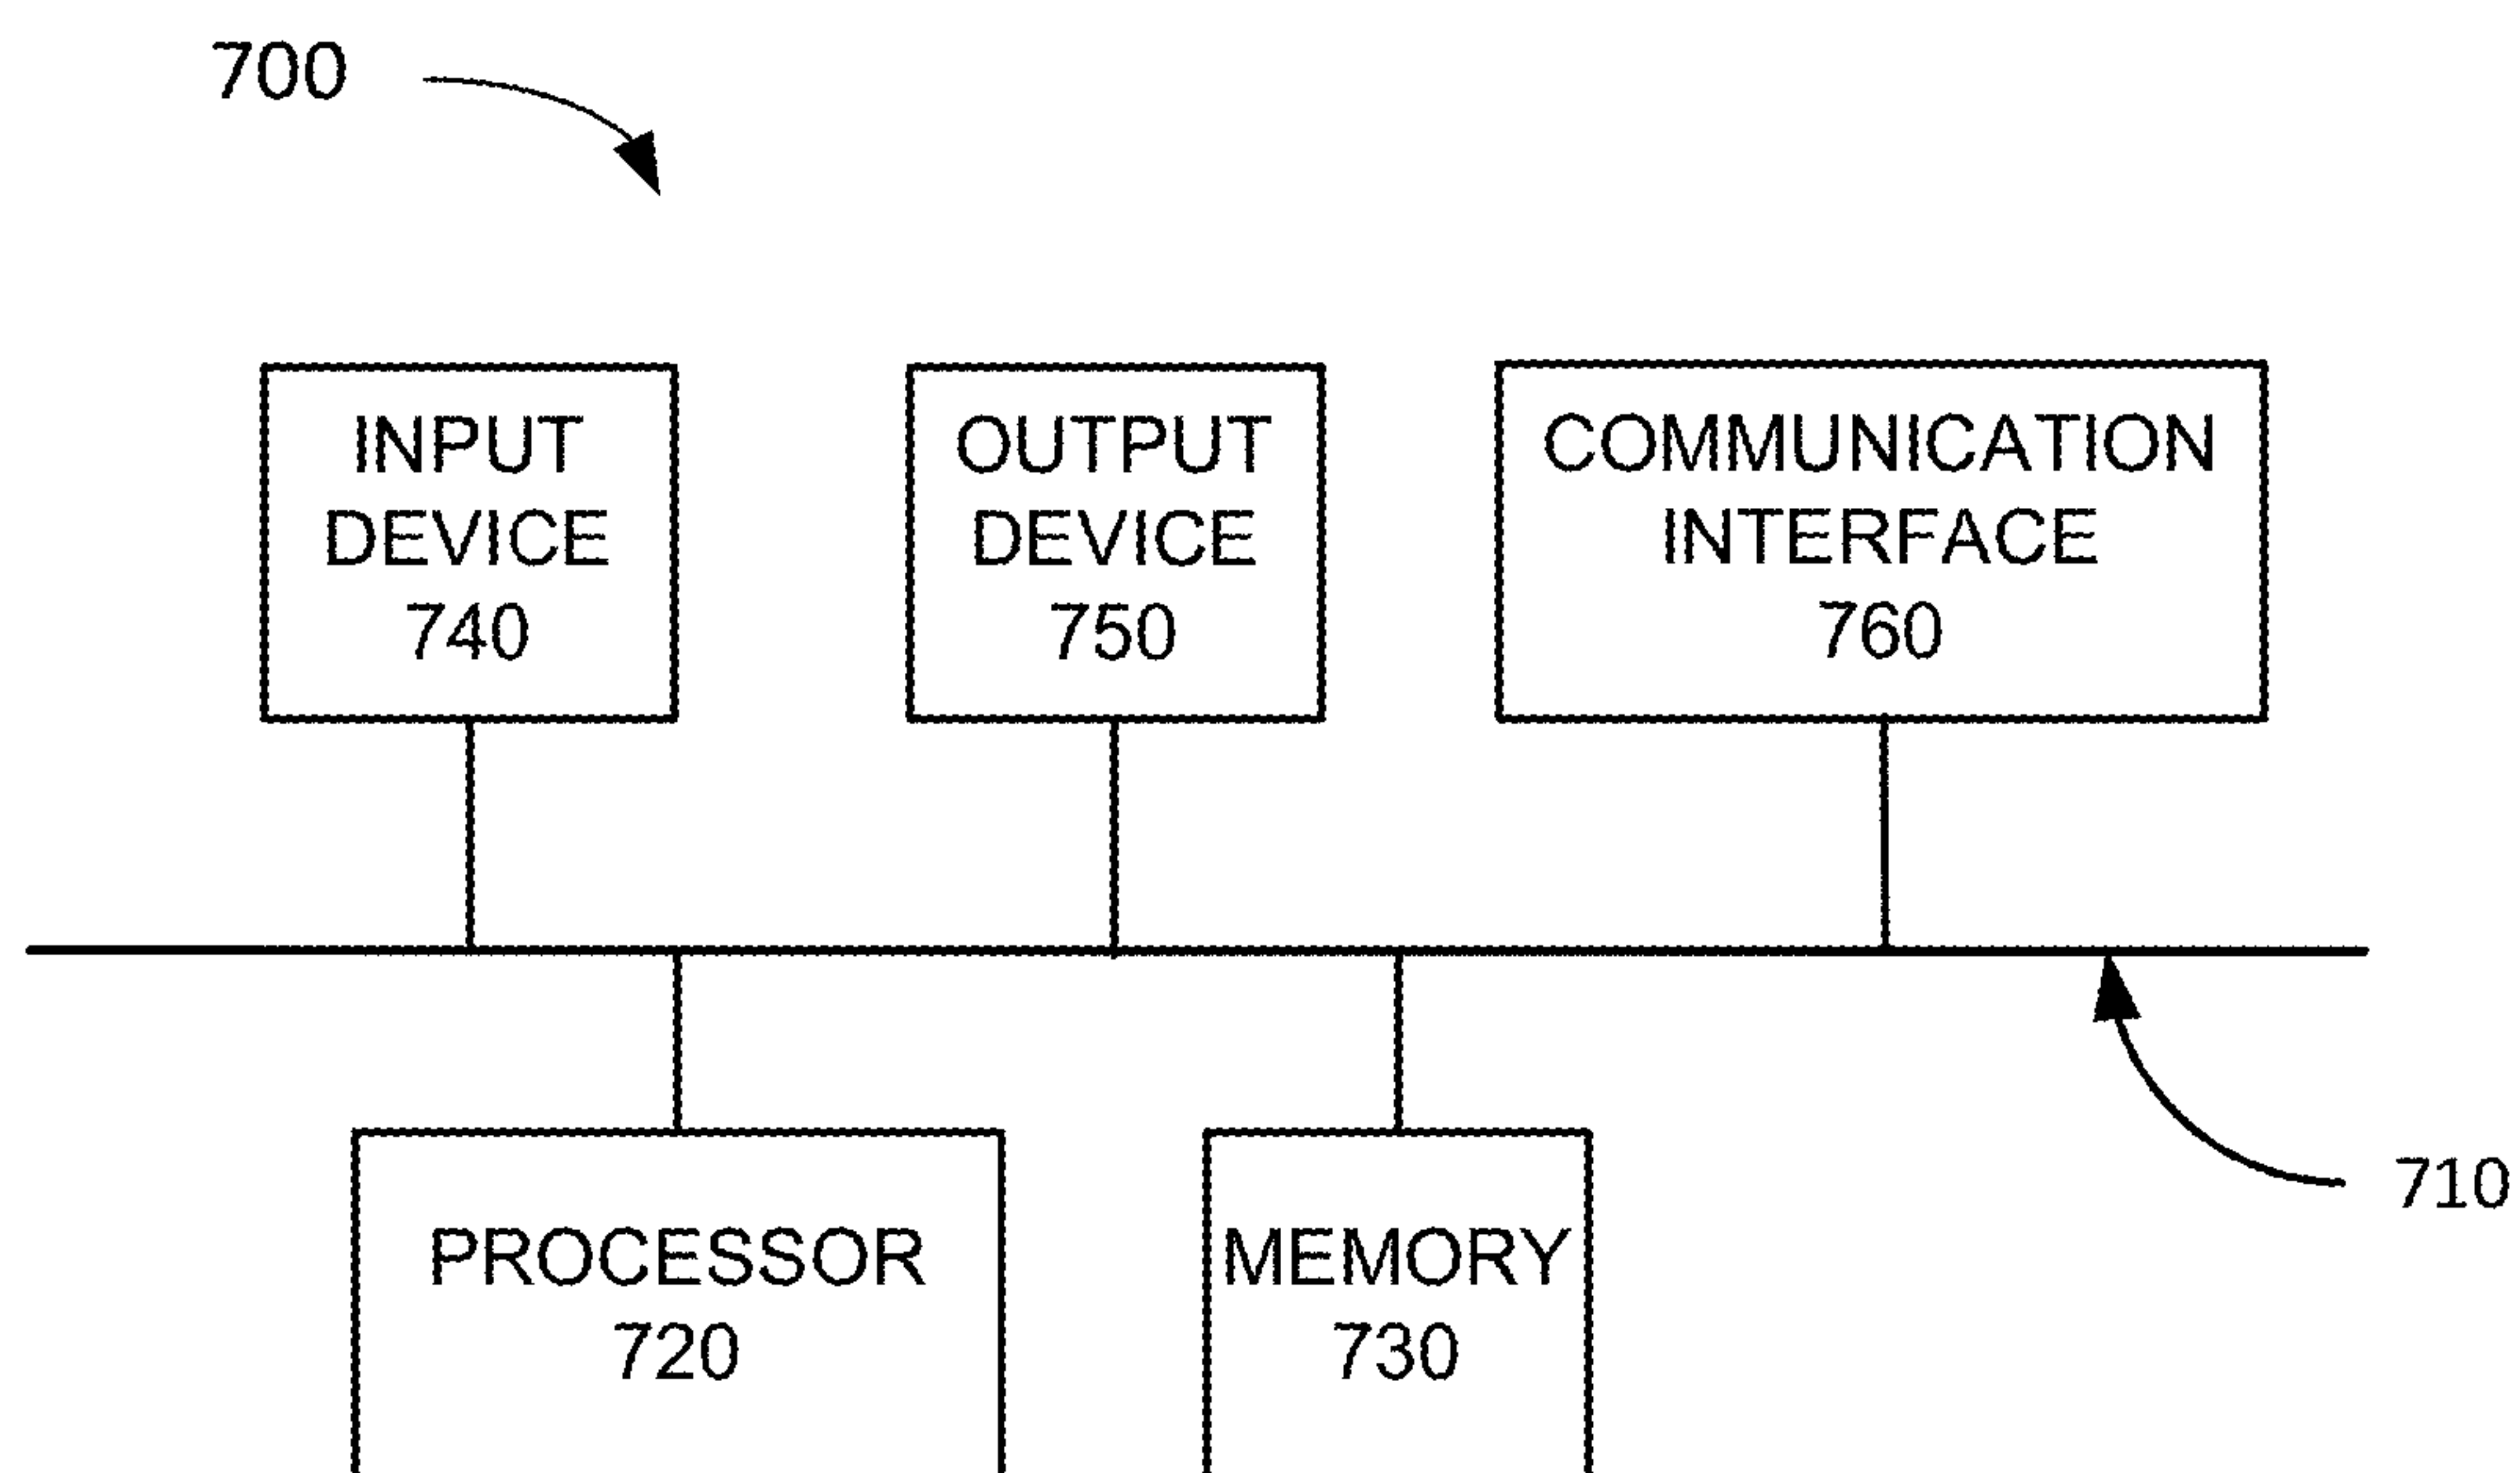 700
INPUT
DEVICE
740
OUTPUT
DEVICE
750
COMMUNICATION
INTERFACE
760
710
PROCESSOR
720
MEMORY
730